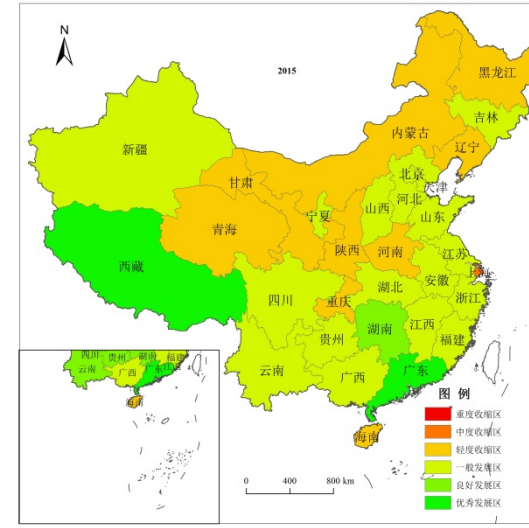 N
2015
黑龙江
吉林
内蒙古
辽宁
新疆
北京
天津
甘肃
河北
宁夏
山西
山东
青海
陕西
河南
江苏
西藏
安徽
上海
湖北
四川
重庆
浙江
湖南
江西
贵州
福建
云南
广西
广东
海南
四川
贵州
湖南
福建
云南
广西
广东
海南
图 例
重度收缩区
中度收缩区
轻度收缩区
一般发展区
良好发展区
优秀发展区
0 400 800 km